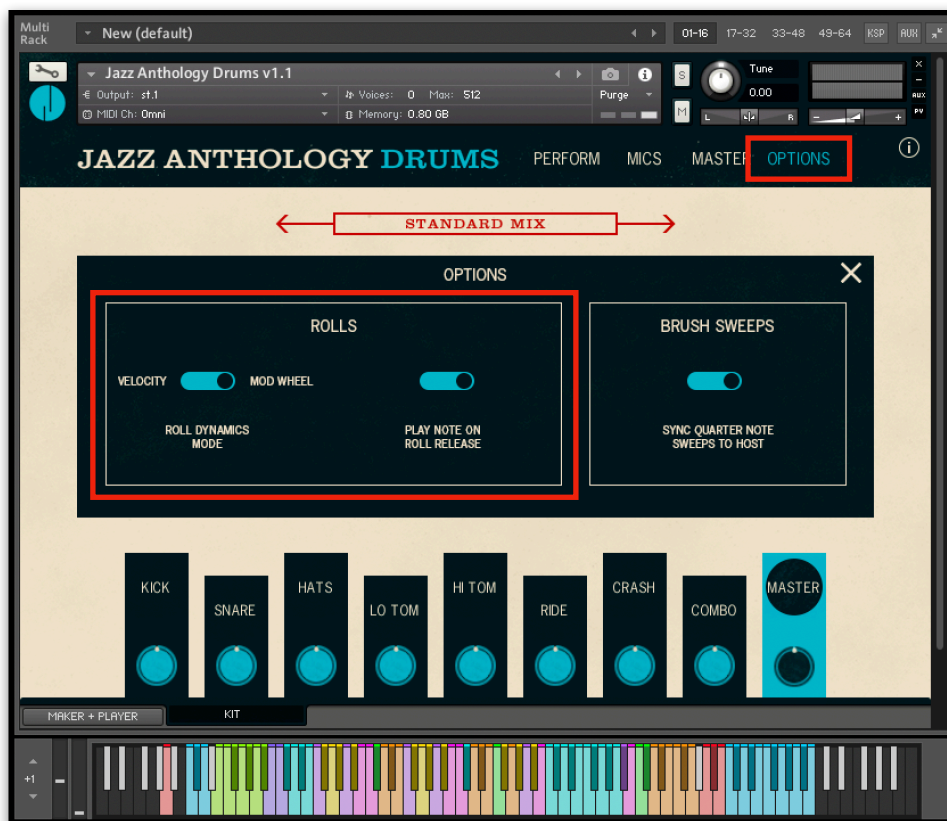 Multi
Rack
New (default)
01-16 17-32 33-48 49-64 KSP AUX
Jazz Anthology Drums v1.1
Output: st.1
Voices: 0 Max: 512
Purge
MIDI Ch: Omni
Memory: 0.80 GB
S
M
Tune
0.00
L R
- +
AUX
PV
JAZZ ANTHOLOGY DRUMS PERFORM MICS MASTER OPTIONS
STANDARD MIX
OPTIONS
ROLLS
VELOCITY MOD WHEEL
ROLL DYNAMICS
MODE
PLAY NOTE ON
ROLL RELEASE
BRUSH SWEEPS
SYNC QUARTER NOTE
SWEEPS TO HOST
KICK
SNARE
HATS
LO TOM
HI TOM
RIDE
CRASH
COMBO
MASTER
MAKER + PLAYER KIT
+1